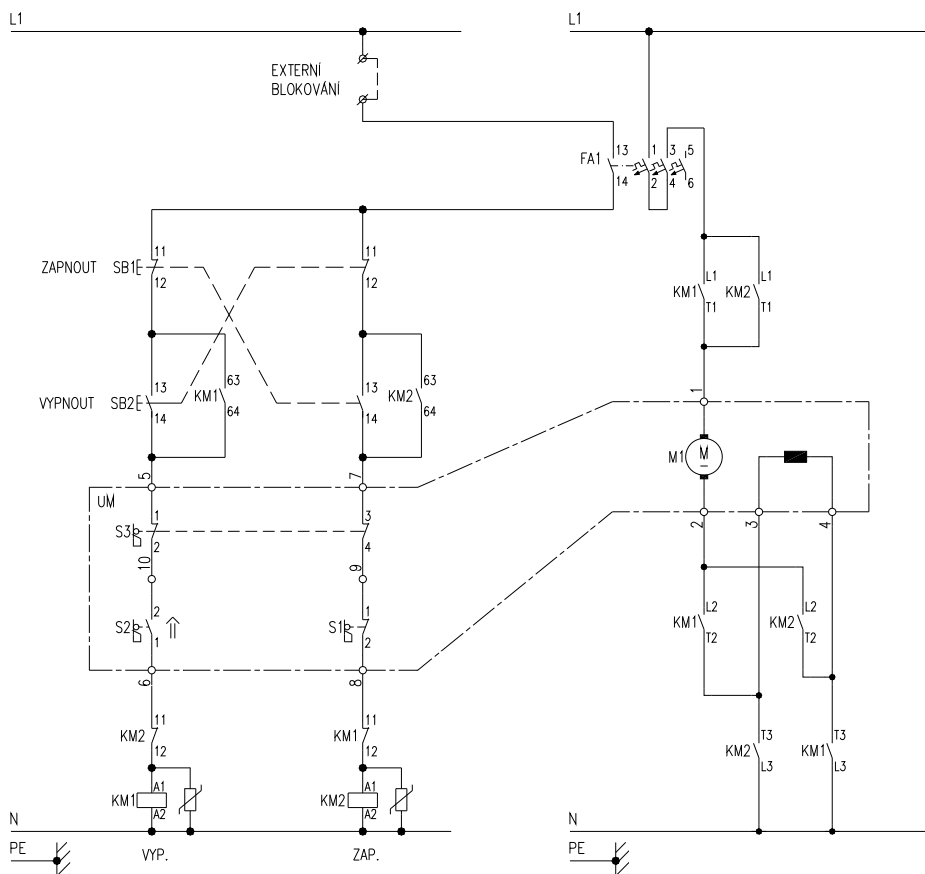 L1
L1
EXTERNÍ
BLOKOVÁNÍ
FA1
13
14
1
3
5
2
4
6
11
11
ZAPNOUT
SB1
12
12
L1
L1
KM1
KM2
T1
T1
13
63
13
63
VYPNOUT
SB2
KM1
KM2
14
64
14
64
1
5
7
M1
M
UM
1
3
S3
2
4
2
3
4
10
9
2
1
S2
S1
1
2
L2
L2
KM1
KM2
T2
T2
6
8
11
11
KM2
KM1
12
12
T3
T3
KM2
KM1
L3
L3
A1
A1
KM1
KM2
A2
A2
N
N
PE
VYP.
ZAP.
PE